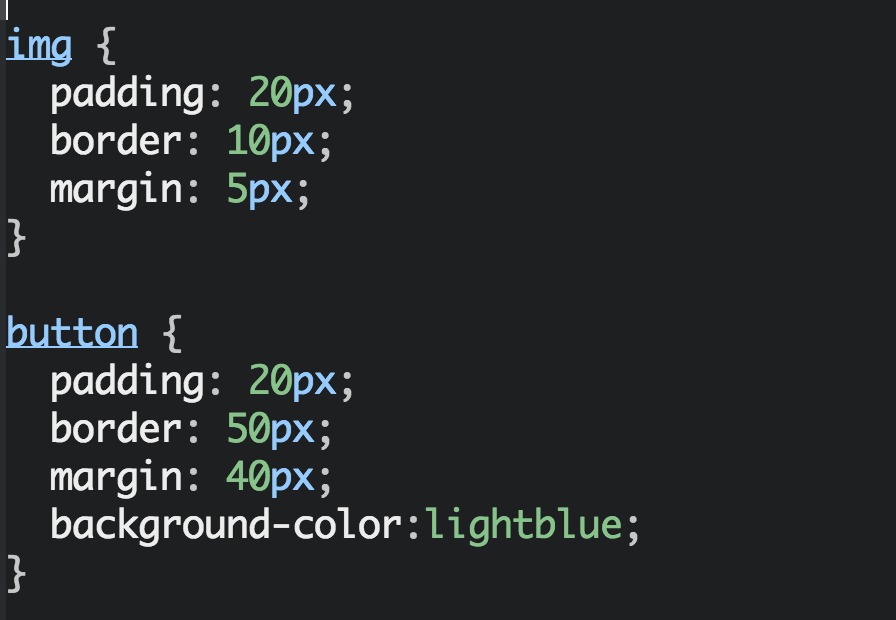 img {
  padding: 20px;
  border: 10px;
  margin: 5px;
}

button {
  padding: 20px;
  border: 50px;
  margin: 40px;
  background-color:lightblue;
}